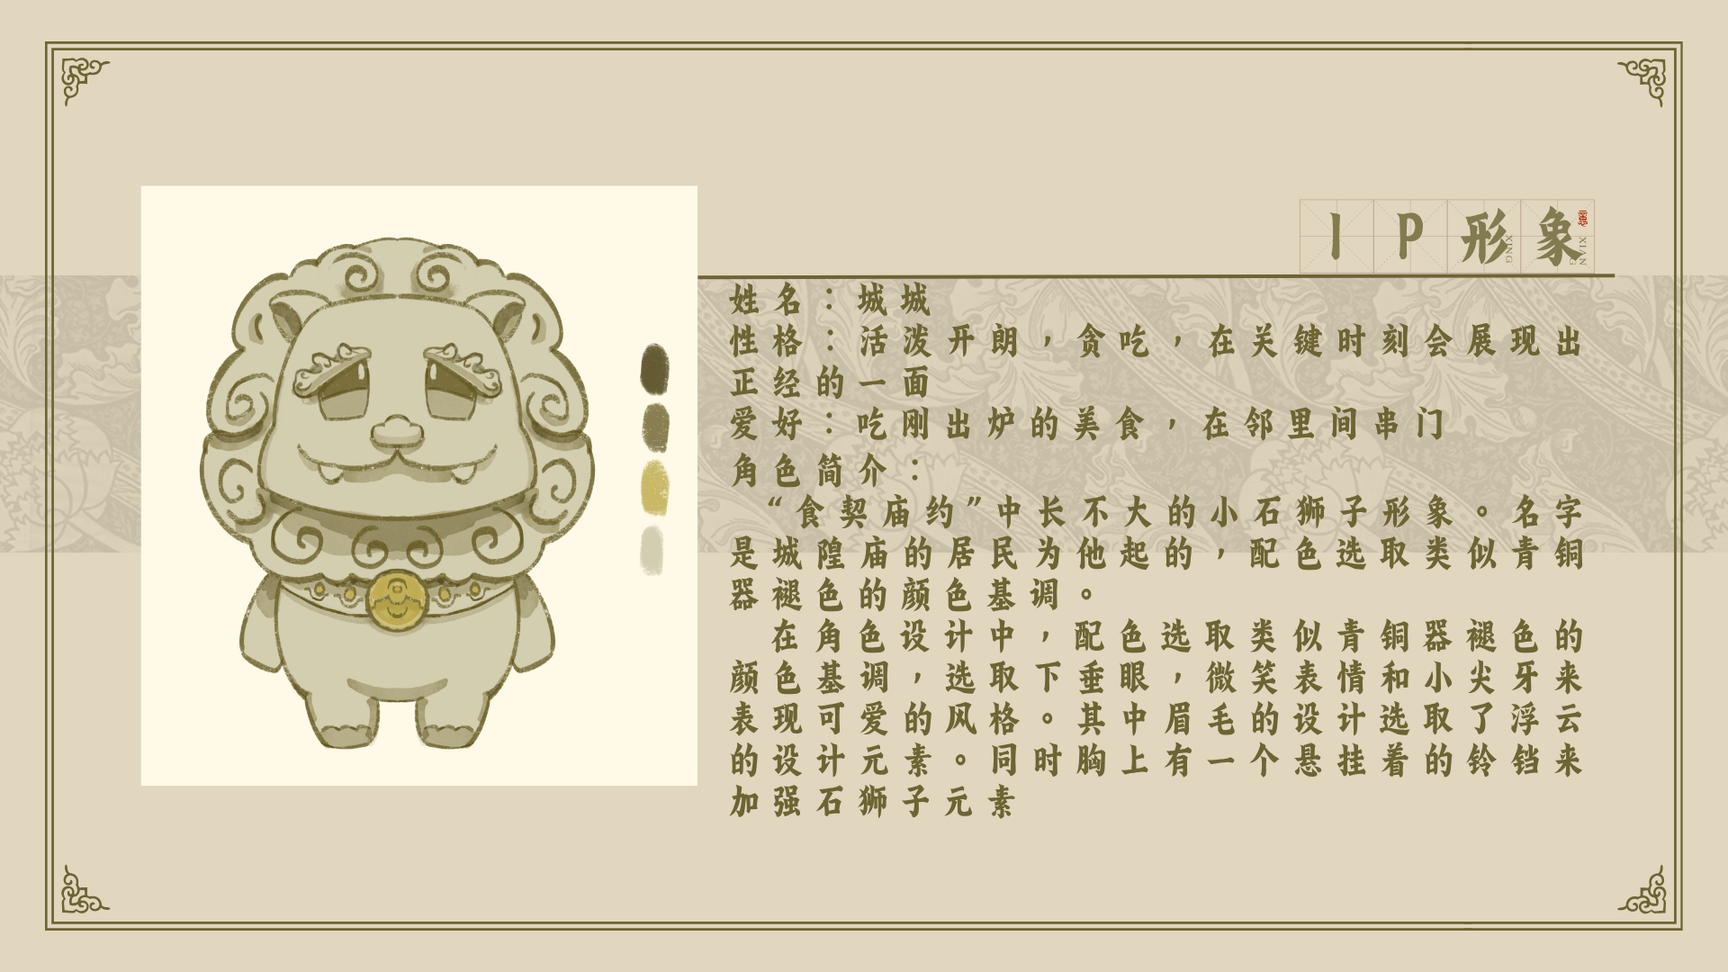 IP形象
XING
XIANG
姓名：城城
性格：活泼开朗，贪吃，在关键时刻会展现出
正经的一面
爱好：吃刚出炉的美食，在邻里间串门
角色简介：
“食契庙约”中长不大的小石狮子形象。名字
是城隍庙的居民为他起的，配色选取类似青铜
器褪色的颜色基调。
在角色设计中，配色选取类似青铜器褪色的
颜色基调，选取下垂眼，微笑表情和小尖牙来
表现可爱的风格。其中眉毛的设计选取了浮云
的设计元素。同时胸上有一个悬挂着的铃铛来
加强石狮子元素